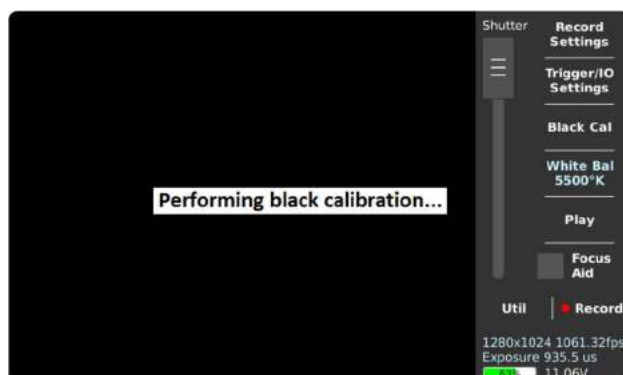 Shutter
Record
Settings
Trigger/IO
Settings
Black Cal
White Bal
5500°K
Performing black calibration...
Play
Focus
Aid
Util
Record
1280x1024 1061.32fps
Exposure 935.5 us
11.06V